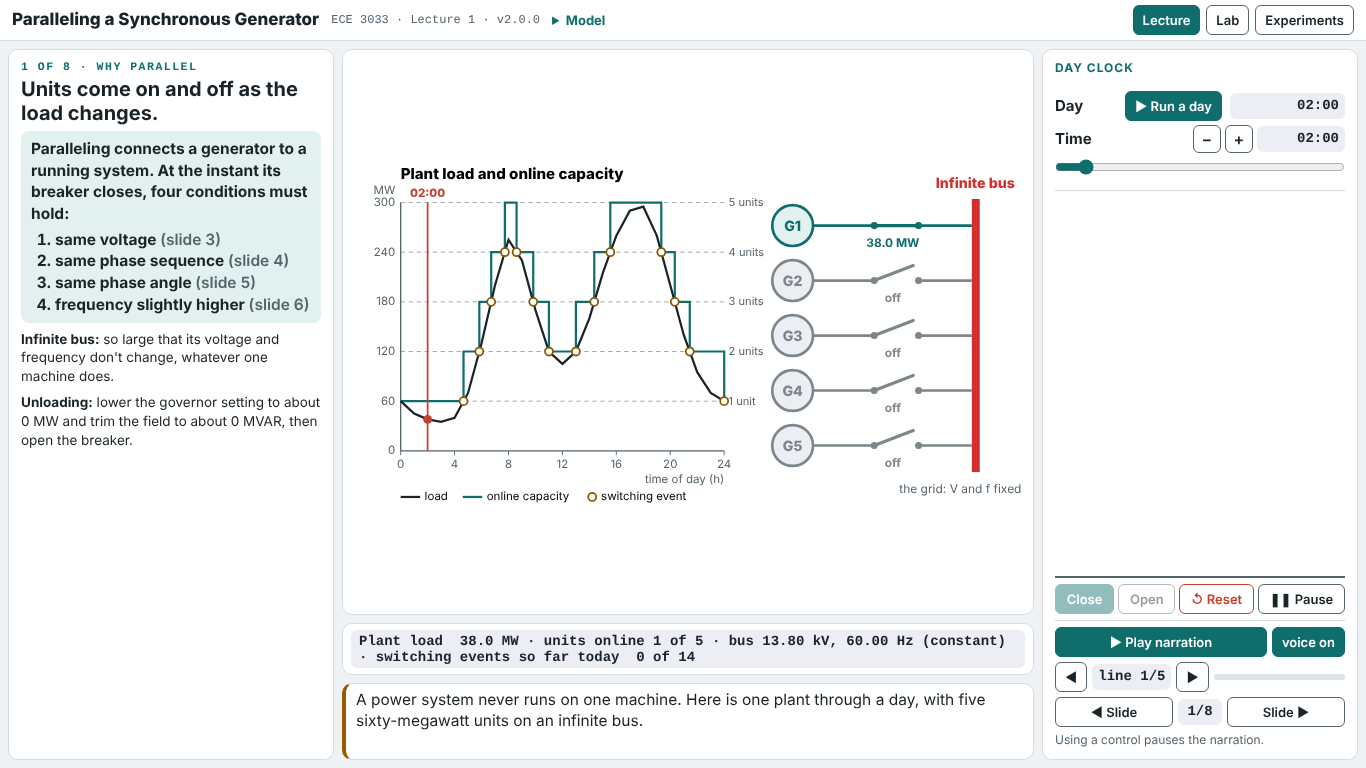 Paralleling a Synchronous Generator ECE 3033 · Lecture 1 · v2.0.0 ▶ Model
Lecture Lab Experiments
1 OF 8 · WHY PARALLEL
Units come on and off as the
load changes.
Paralleling connects a generator to a
running system. At the instant its
breaker closes, four conditions must
hold:
1. same voltage (slide 3)
2. same phase sequence (slide 4)
3. same phase angle (slide 5)
4. frequency slightly higher (slide 6)
Infinite bus: so large that its voltage and
frequency don't change, whatever one
machine does.
Unloading: lower the governor setting to about
0 MW and trim the field to about 0 MVAR, then
open the breaker.
Plant load and online capacity
MW 02:00
300 5 units
240 4 units
180 3 units
120 2 units
60 1 unit
0
0 4 8 12 16 20 24
time of day (h)
load online capacity switching event
Infinite bus
G1
38.0 MW
G2
off
G3
off
G4
off
G5
off
the grid: V and f fixed
Plant load 38.0 MW · units online 1 of 5 · bus 13.80 kV, 60.00 Hz (constant)
· switching events so far today 0 of 14
A power system never runs on one machine. Here is one plant through a day, with five
sixty-megawatt units on an infinite bus.
DAY CLOCK
Day ▶ Run a day 02:00
Time − + 02:00
Close Open ↺ Reset ❚❚ Pause
▶ Play narration voice on
◀ line 1/5 ▶
◀ Slide 1/8 Slide ▶
Using a control pauses the narration.